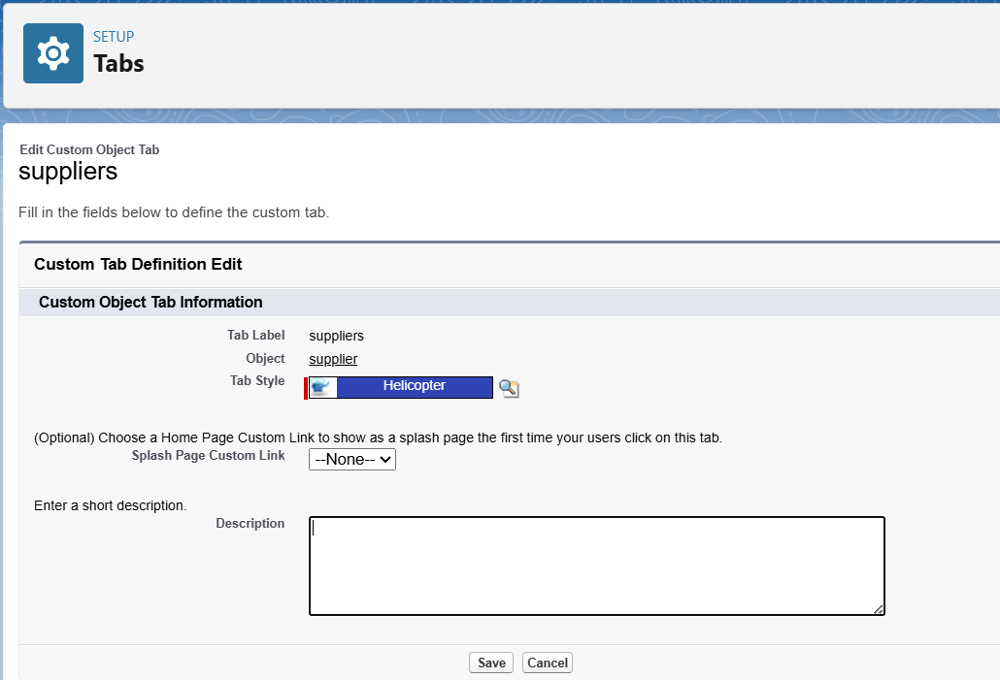 SETUP
Tabs
Edit Custom Object Tab
suppliers
Fill in the fields below to define the custom tab.
Custom Tab Definition Edit
Custom Object Tab Information
Tab Label suppliers
Object supplier
Tab Style Helicopter
(Optional) Choose a Home Page Custom Link to show as a splash page the first time your users click on this tab.
Splash Page Custom Link --None--
Enter a short description.
Description
Save Cancel